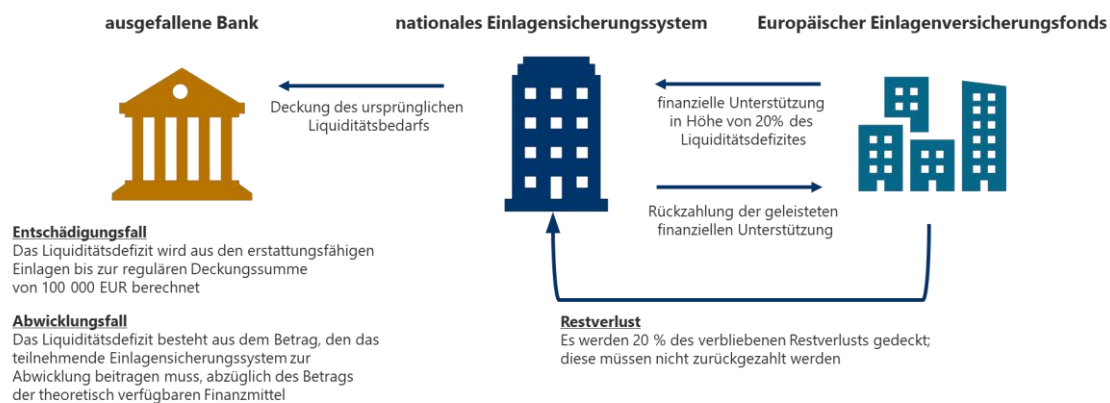 ausgefallene Bank
nationales Einlagensicherungssystem
Europäischer Einlagenversicherungsfonds
Deckung des ursprünglichen
Liquiditätsbedarfs
finanzielle Unterstützung
in Höhe von 20% des
Liquiditätsdefizites
Rückzahlung der geleisteten
finanziellen Unterstützung
Entschädigungsfall
Das Liquiditätsdefizit wird aus den erstattungsfähigen
Einlagen bis zur regulären Deckungssumme
von 100 000 EUR berechnet
Abwicklungsfall
Das Liquiditätsdefizit besteht aus dem Betrag, den das
teilnehmende Einlagensicherungssystem zur
Abwicklung beitragen muss, abzüglich des Betrags
der theoretisch verfügbaren Finanzmittel
Restverlust
Es werden 20 % des verbliebenen Restverlusts gedeckt;
diese müssen nicht zurückgezahlt werden